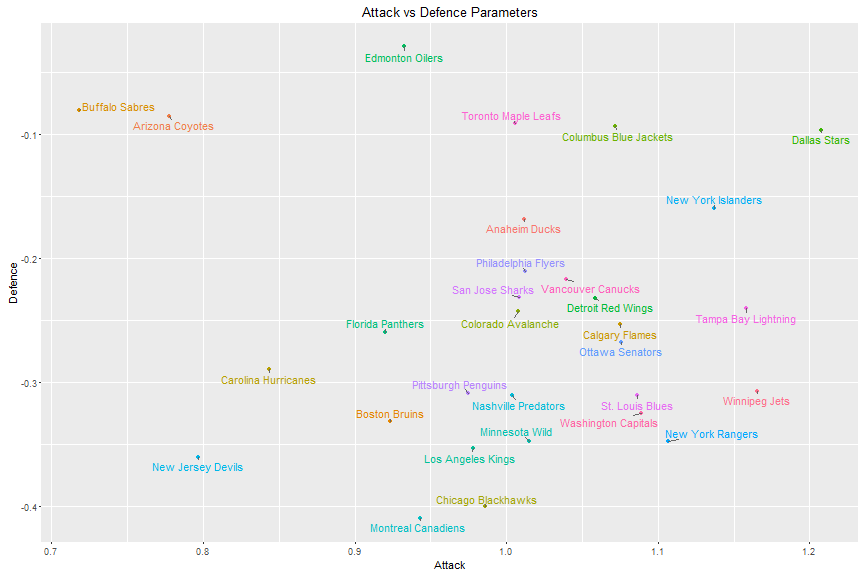 Attack vs Defence Parameters
Edmonton Oilers
Buffalo Sabres
Arizona Coyotes
Toronto Maple Leafs
Columbus Blue Jackets
Dallas Stars
New York Islanders
Anaheim Ducks
Philadelphia Flyers
San Jose Sharks
Vancouver Canucks
Detroit Red Wings
Tampa Bay Lightning
Florida Panthers
Colorado Avalanche
Calgary Flames
Ottawa Senators
Carolina Hurricanes
Pittsburgh Penguins
Nashville Predators
St. Louis Blues
Winnipeg Jets
Boston Bruins
Washington Capitals
Minnesota Wild
New York Rangers
Los Angeles Kings
New Jersey Devils
Chicago Blackhawks
Montreal Canadiens
-0.1
-0.2
-0.3
-0.4
Defence
0.7 0.8 0.9 1.0 1.1 1.2
Attack